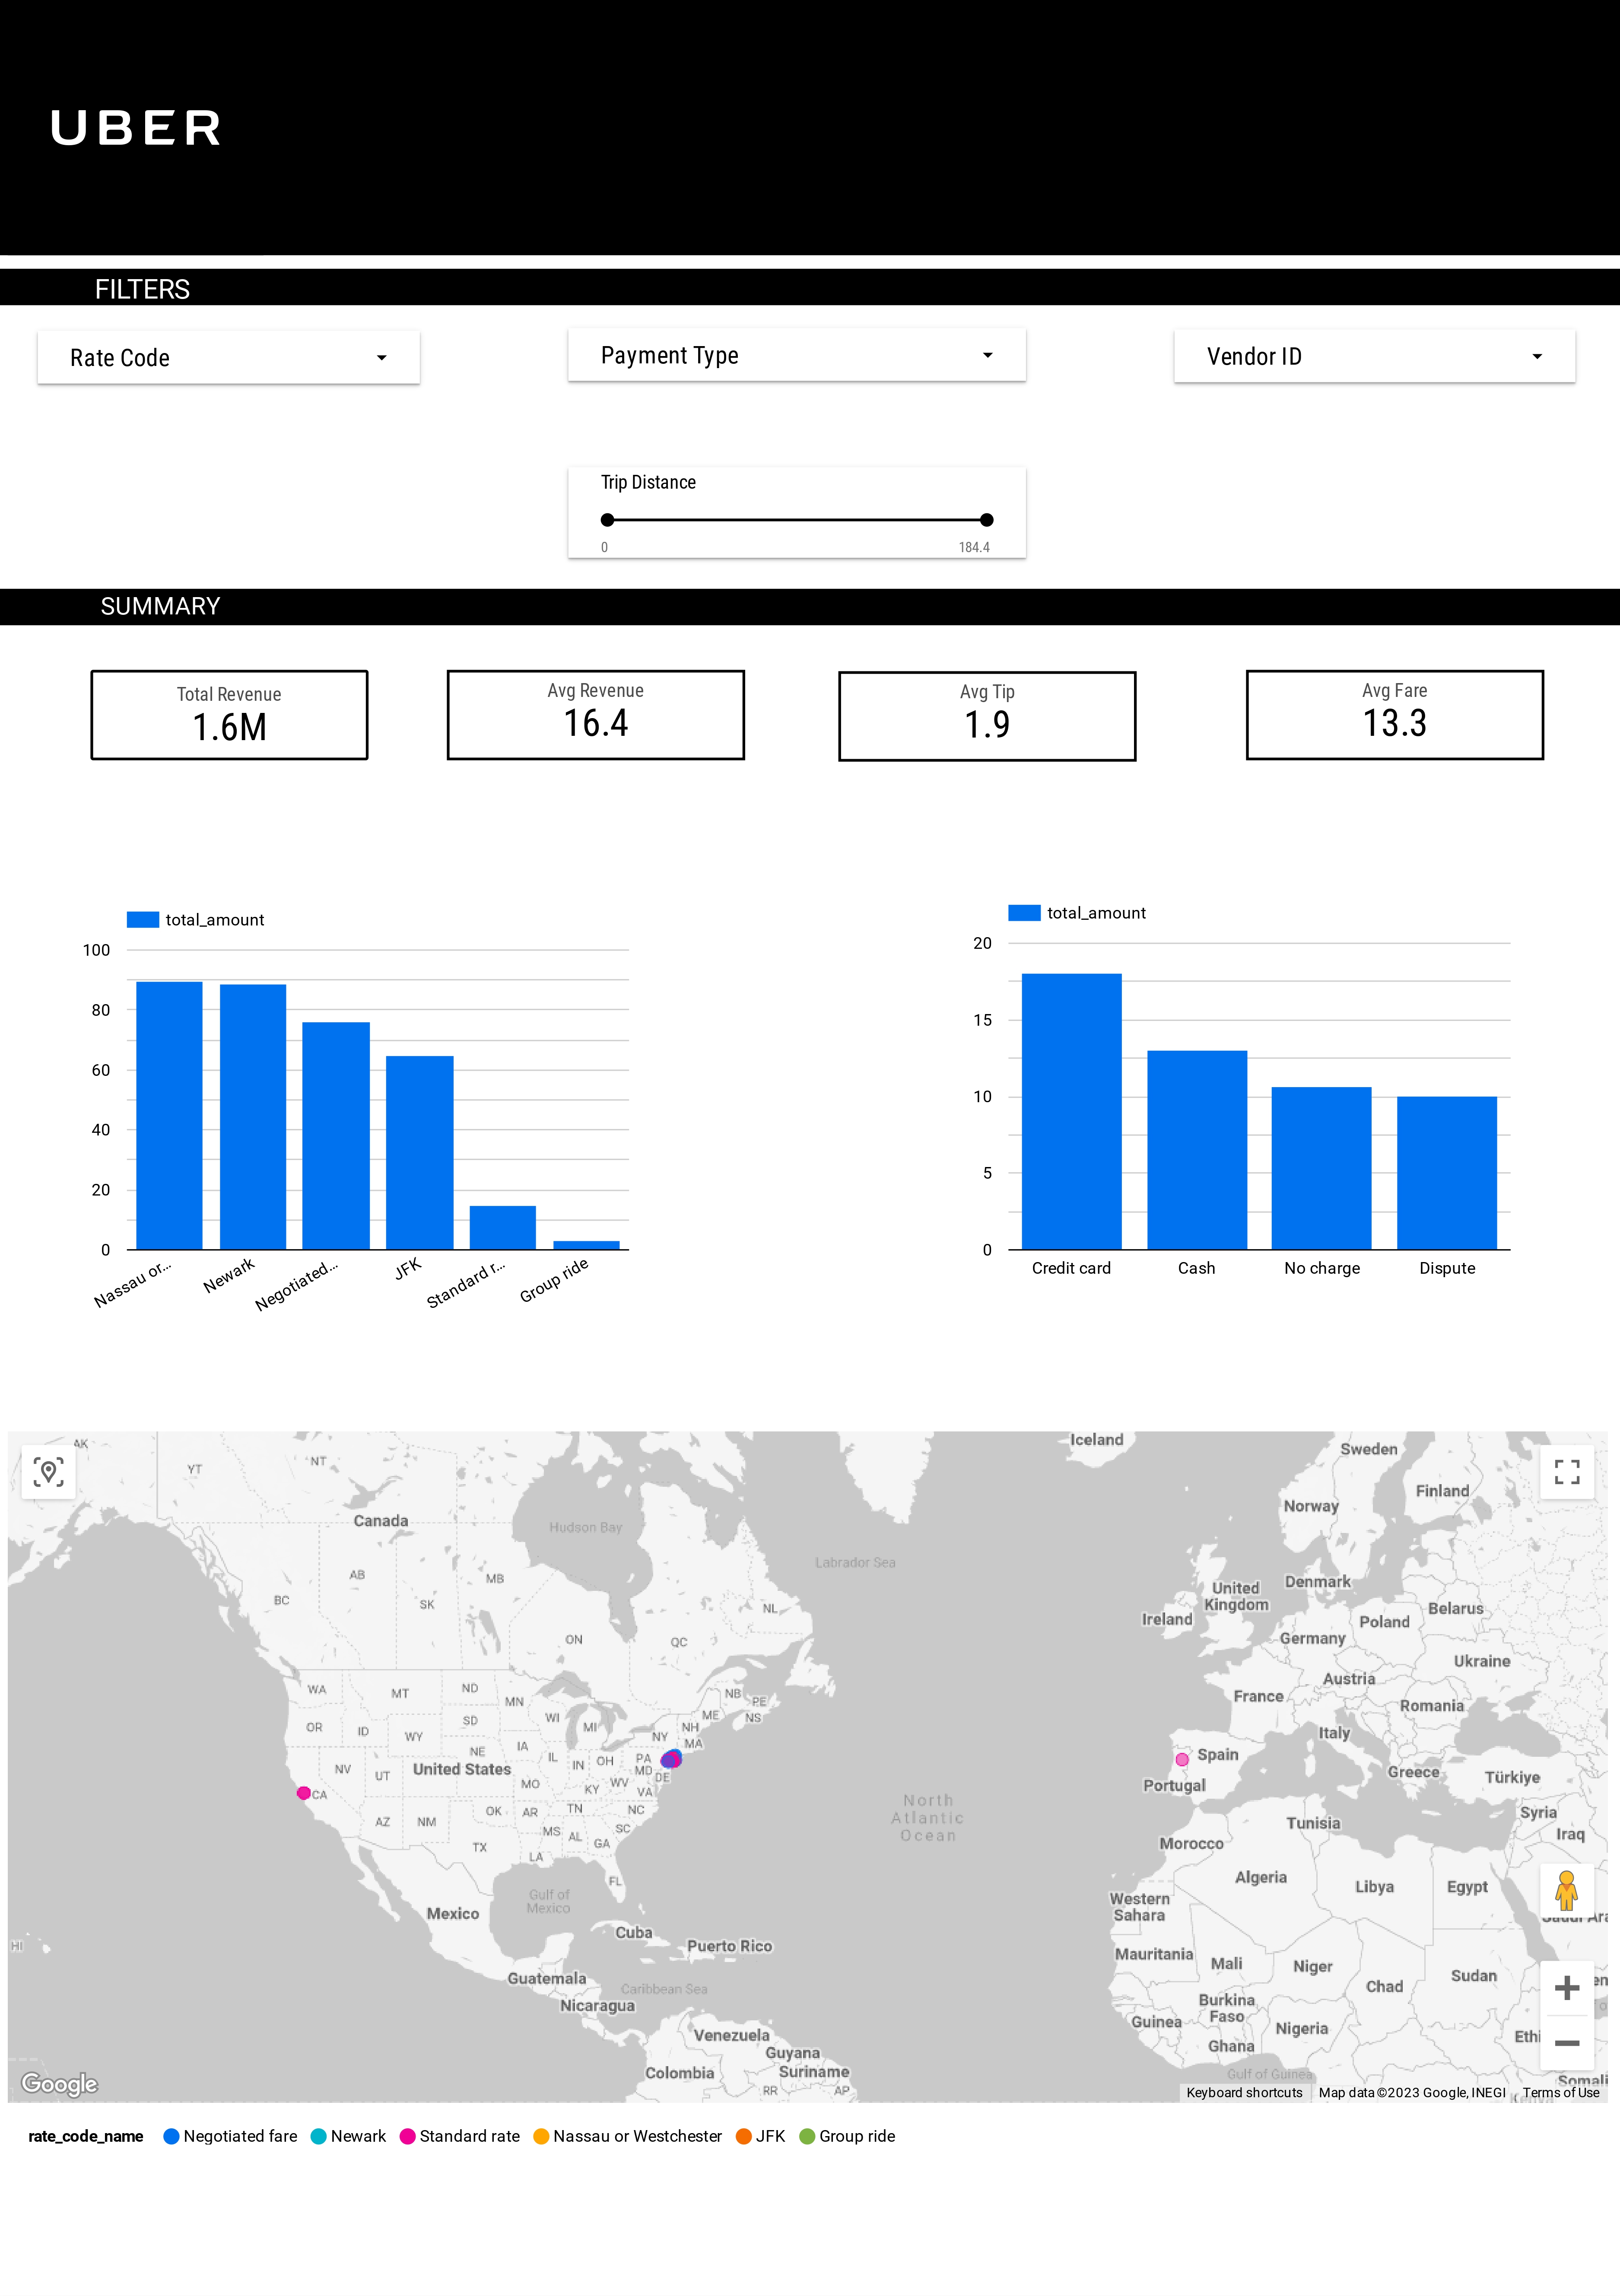 UBER
FILTERS
Rate Code
Payment Type
Vendor ID
Trip Distance
0
184.4
SUMMARY
Total Revenue
1.6M
Avg Revenue
16.4
Avg Tip
1.9
Avg Fare
13.3
total_amount
100
80
60
40
20
0
Nassau or...
Newark
Negotiated...
JFK
Standard r...
Group ride
total_amount
20
15
10
5
0
Credit card
Cash
No charge
Dispute
AK
YT
NT
Canada
Hudson Bay
AB
MB
BC
SK
NL
ON
QC
Labrador Sea
Iceland
Sweden
Finland
Norway
Denmark
United
Kingdom
Ireland
Belarus
Poland
Germany
Ukraine
Austria
France
Romania
Italy
Spain
Portugal
Greece
Türkiye
Syria
Iraq
Tunisia
Morocco
Algeria
Libya
Egypt
Western
Sahara
Mauritania
Mali
Niger
Chad
Sudan
Burkina
Faso
Guinea
Nigeria
Ghana
Gulf of Guinea
WA
MT
ND
MN
NB
PE
NS
ME
OR
ID
SD
WI
MI
NH
NY
MA
WY
NE
IA
IL
IN
OH
PA
MD
DE
NV
UT
United States
MO
KY
WV
VA
CA
AZ
NM
OK
AR
TN
NC
SC
MS
AL
GA
TX
LA
FL
Gulf of
Mexico
Mexico
Cuba
Puerto Rico
HI
Guatemala
Caribbean Sea
Nicaragua
Venezuela
Guyana
Suriname
Colombia
RR
AP
North
Atlantic
Ocean
Google
Keyboard shortcuts
Map data ©2023 Google, INEGI
Terms of Use
rate_code_name
Negotiated fare
Newark
Standard rate
Nassau or Westchester
JFK
Group ride